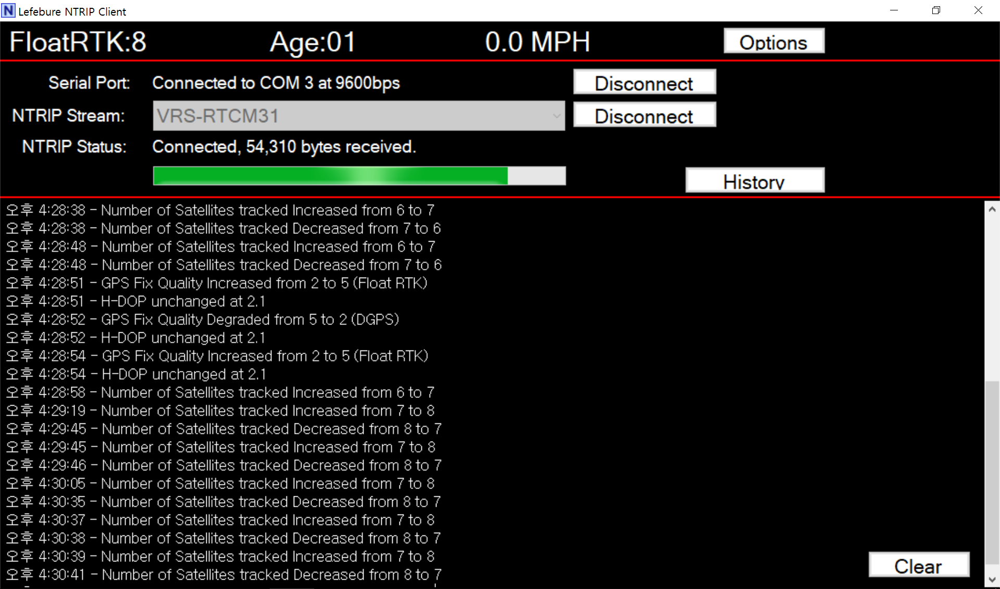 N Lefebure NTRIP Client
FloatRTK:8 Age:01 0.0 MPH Options
Serial Port: Connected to COM 3 at 9600bps Disconnect
NTRIP Stream: VRS-RTCM31 Disconnect
NTRIP Status: Connected, 54,310 bytes received.
History
오후 4:28:38 - Number of Satellites tracked Increased from 6 to 7
오후 4:28:38 - Number of Satellites tracked Decreased from 7 to 6
오후 4:28:48 - Number of Satellites tracked Increased from 6 to 7
오후 4:28:48 - Number of Satellites tracked Decreased from 7 to 6
오후 4:28:51 - GPS Fix Quality Increased from 2 to 5 (Float RTK)
오후 4:28:51 - H-DOP unchanged at 2.1
오후 4:28:52 - GPS Fix Quality Degraded from 5 to 2 (DGPS)
오후 4:28:52 - H-DOP unchanged at 2.1
오후 4:28:54 - GPS Fix Quality Increased from 2 to 5 (Float RTK)
오후 4:28:54 - H-DOP unchanged at 2.1
오후 4:28:58 - Number of Satellites tracked Increased from 6 to 7
오후 4:29:19 - Number of Satellites tracked Increased from 7 to 8
오후 4:29:45 - Number of Satellites tracked Decreased from 8 to 7
오후 4:29:45 - Number of Satellites tracked Increased from 7 to 8
오후 4:29:46 - Number of Satellites tracked Decreased from 8 to 7
오후 4:30:05 - Number of Satellites tracked Increased from 7 to 8
오후 4:30:35 - Number of Satellites tracked Decreased from 8 to 7
오후 4:30:37 - Number of Satellites tracked Increased from 7 to 8
오후 4:30:38 - Number of Satellites tracked Decreased from 8 to 7
오후 4:30:39 - Number of Satellites tracked Increased from 7 to 8
오후 4:30:41 - Number of Satellites tracked Decreased from 8 to 7
Clear